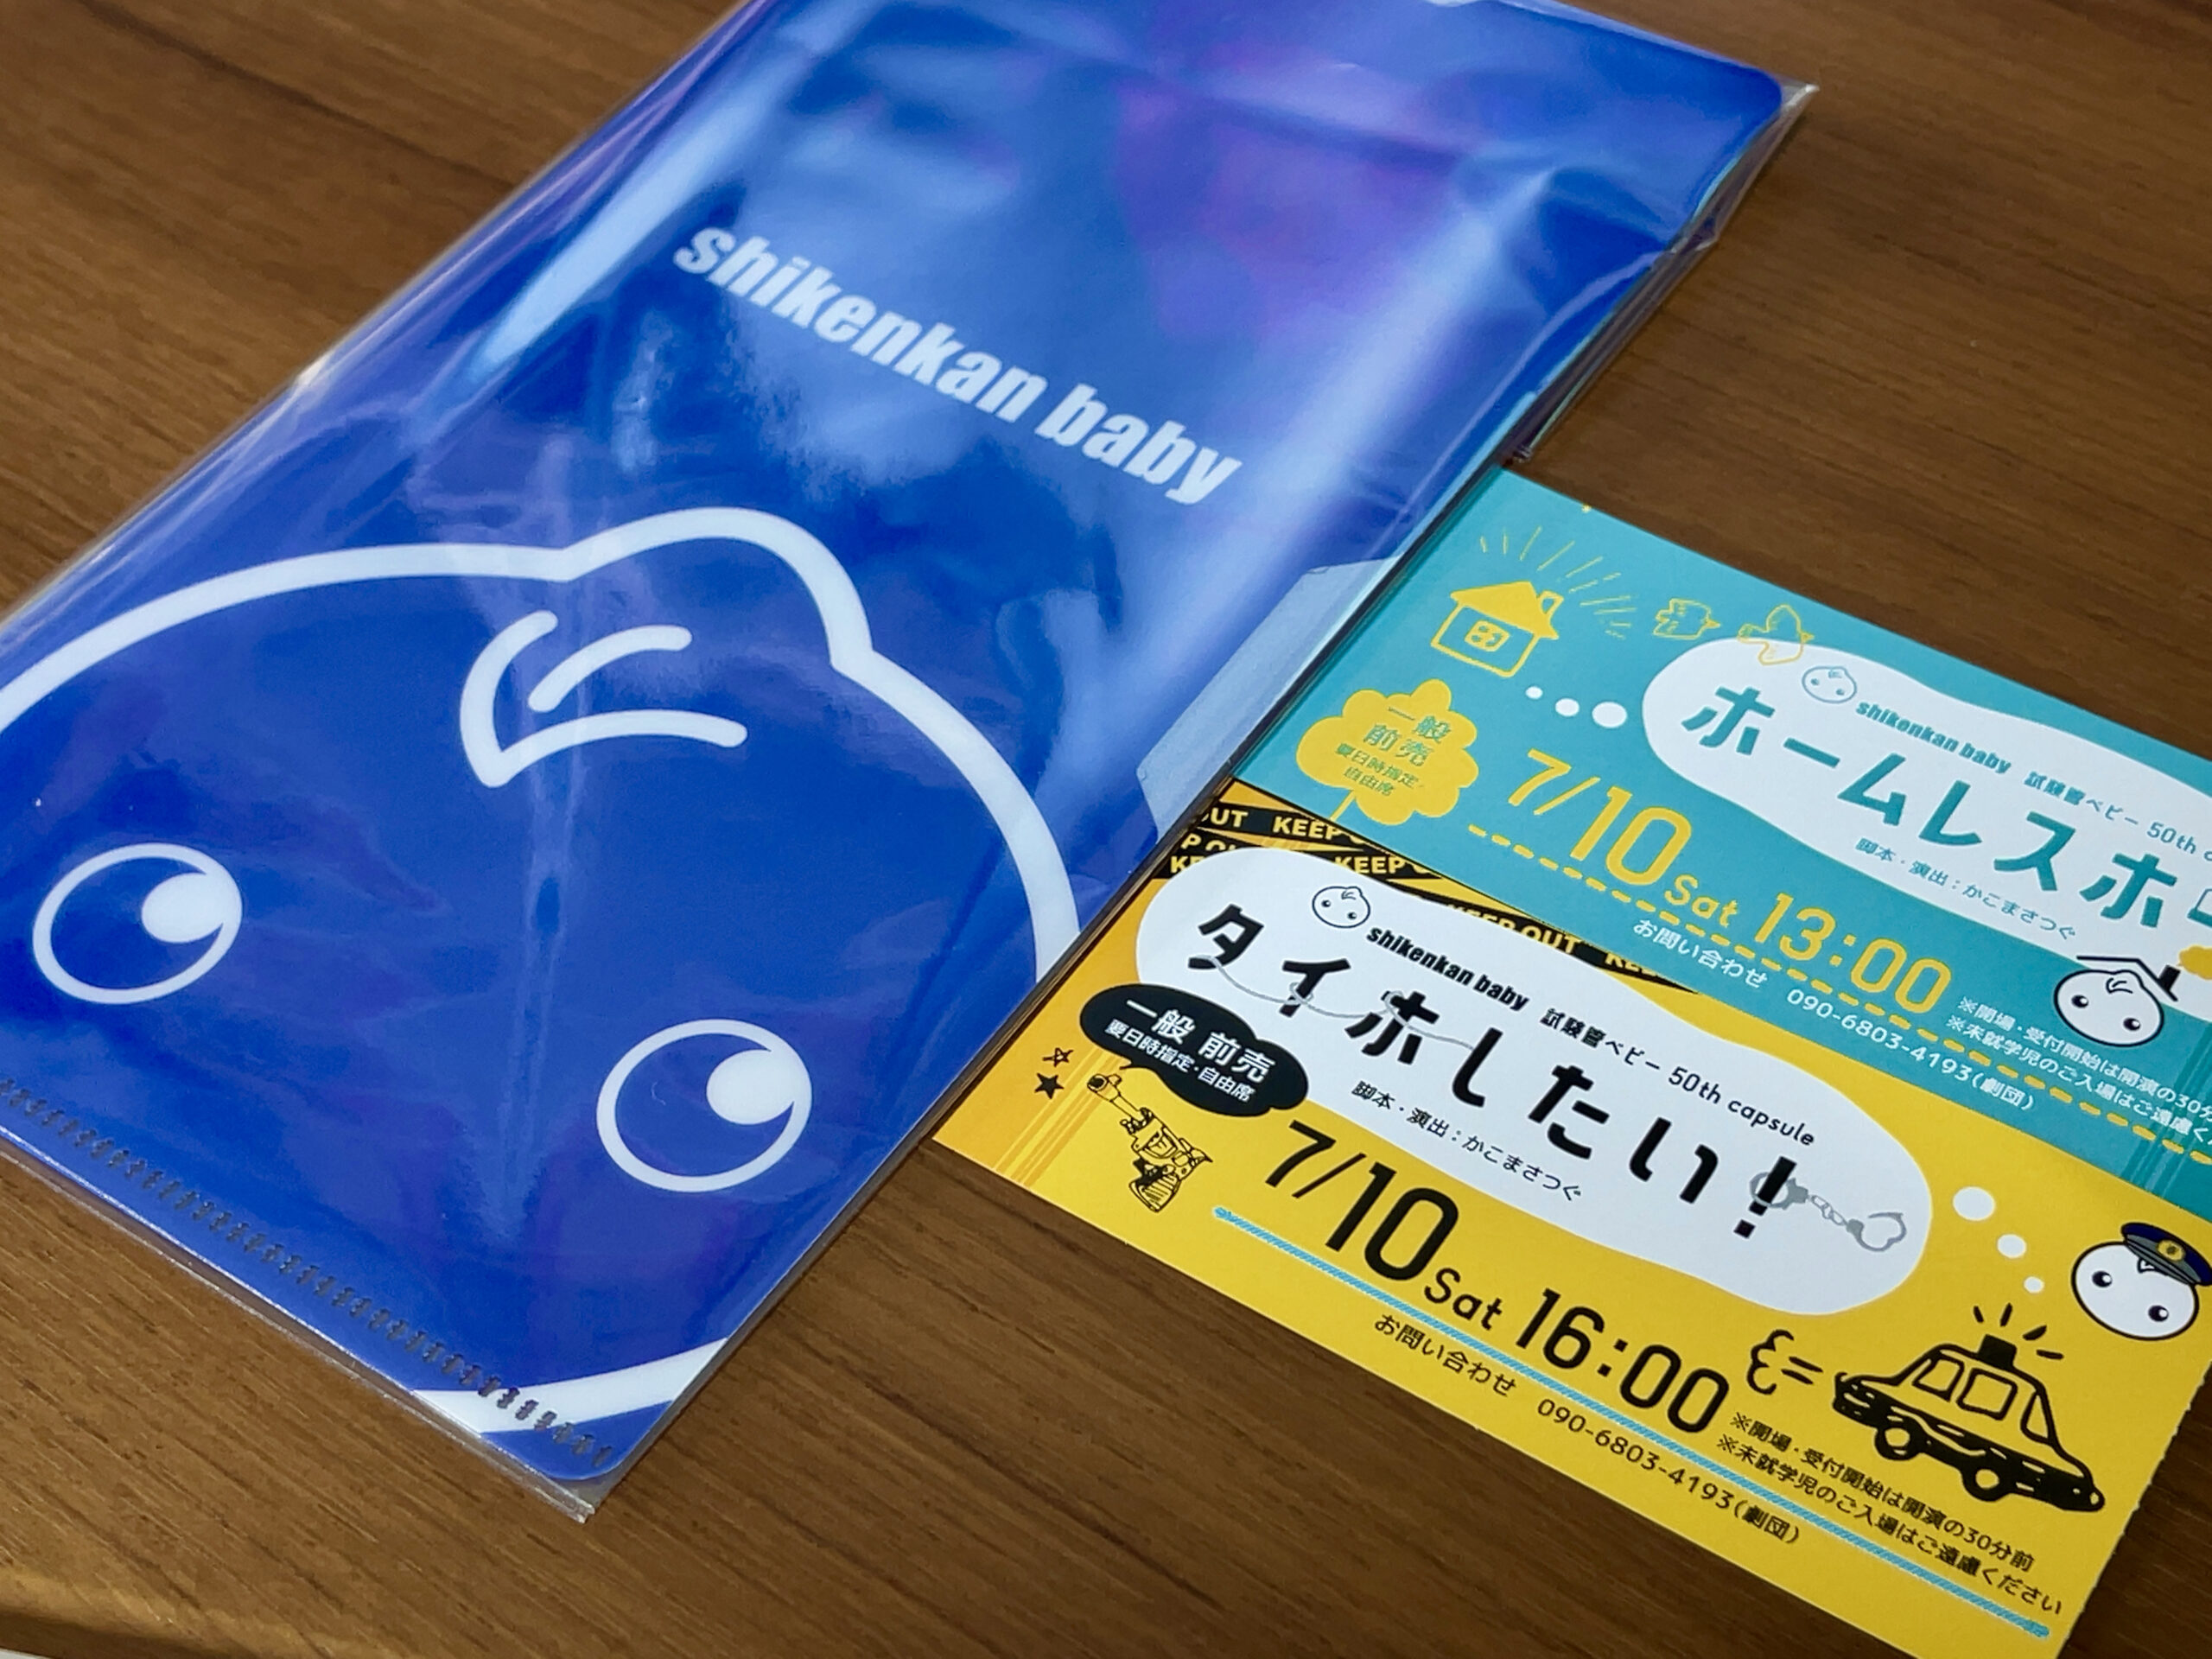 shikenkan baby
shikenkan baby 試験管ベビー 50th
ホームレスホ
脚本・演出：かこまさつぐ
一般
前売
要日時指定・
自由席
7/10 Sat 13:00
お問い合わせ 090-6803-4193(劇団)
※開場・受付開始は開演の30分
※未就学児のご入場はご遠慮く
OUT KEEP
KEEP
KEEP OUT
shikenkan baby 試験管ベビー 50th capsule
タイホしたい!
脚本・演出：かこまさつぐ
一般 前売
要日時指定・自由席
7/10 Sat 16:00
お問い合わせ 090-6803-4193(劇団)
※開場・受付開始は開演の30分前
※未就学児のご入場はご遠慮ください